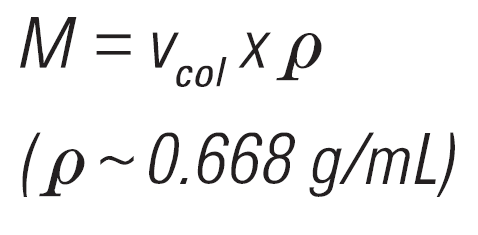 M = v_col x ρ
(ρ ~ 0.668 g/mL)